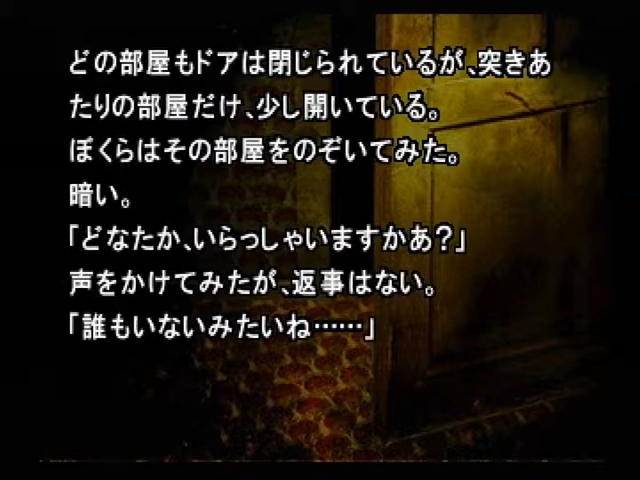 どの部屋もドアは閉じられているが、突きあ
たりの部屋だけ、少し開いている。
ぼくらはその部屋をのぞいてみた。
暗い。
「どなたか、いらっしゃいますかあ？」
声をかけてみたが、返事はない。
「誰もいないみたいね……」